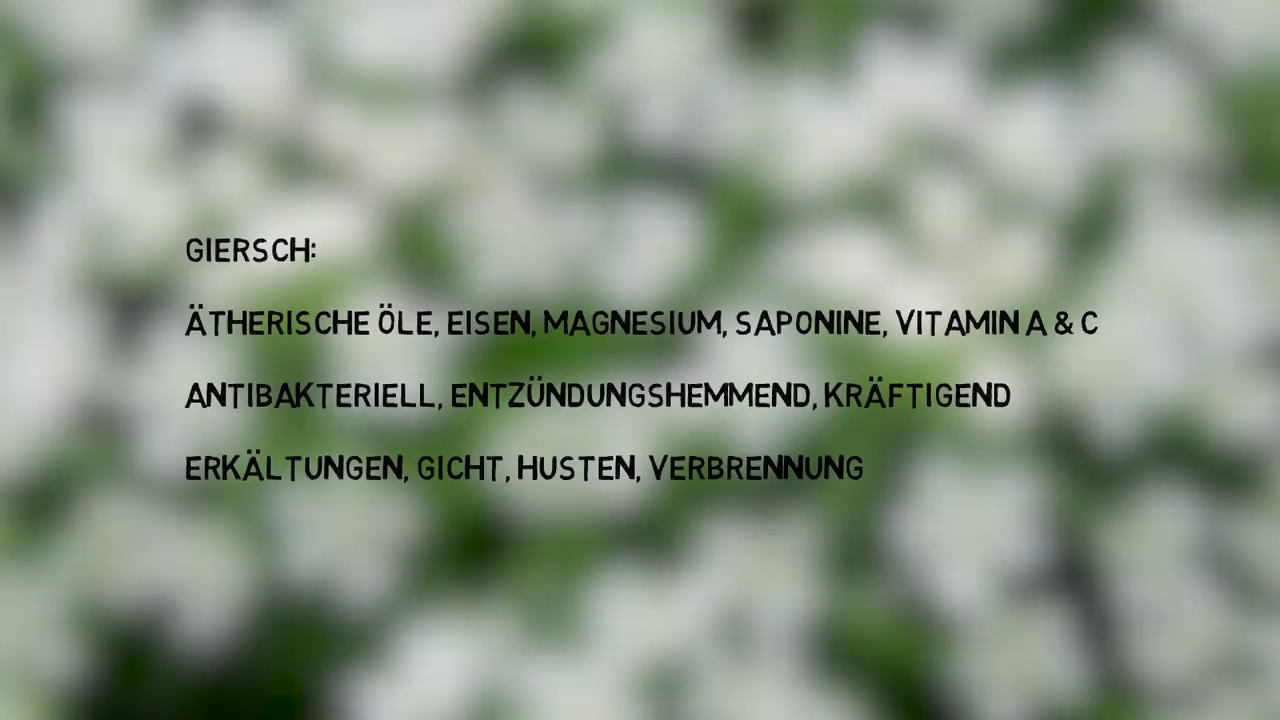 GIERSCH:
ÄTHERISCHE ÖLE, EISEN, MAGNESIUM, SAPONINE, VITAMIN A & C
ANTIBAKTERIELL, ENTZÜNDUNGSHEMMEND, KRÄFTIGEND
ERKÄLTUNGEN, GICHT, HUSTEN, VERBRENNUNG